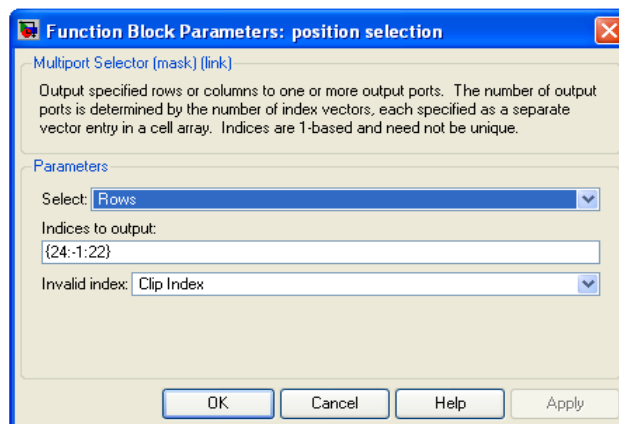 Function Block Parameters: position selection
Multiport Selector (mask) (link)
Output specified rows or columns to one or more output ports. The number of output
ports is determined by the number of index vectors, each specified as a separate
vector entry in a cell array. Indices are 1-based and need not be unique.
Parameters
Select: Rows
Indices to output:
{24:-1:22}
Invalid index: Clip Index
OK Cancel Help Apply